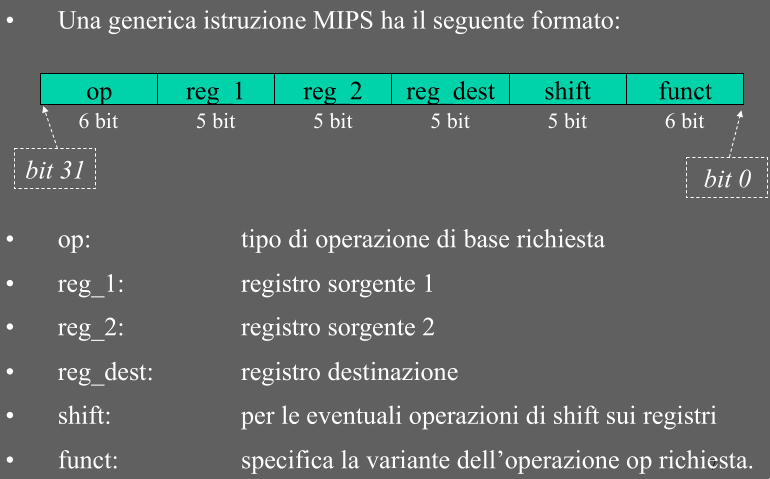 • Una generica istruzione MIPS ha il seguente formato:
op reg_1 reg_2 reg_dest shift funct
6 bit 5 bit 5 bit 5 bit 5 bit 6 bit
bit 31 bit 0
• op: tipo di operazione di base richiesta
• reg_1: registro sorgente 1
• reg_2: registro sorgente 2
• reg_dest: registro destinazione
• shift: per le eventuali operazioni di shift sui registri
• funct: specifica la variante dell’operazione op richiesta.